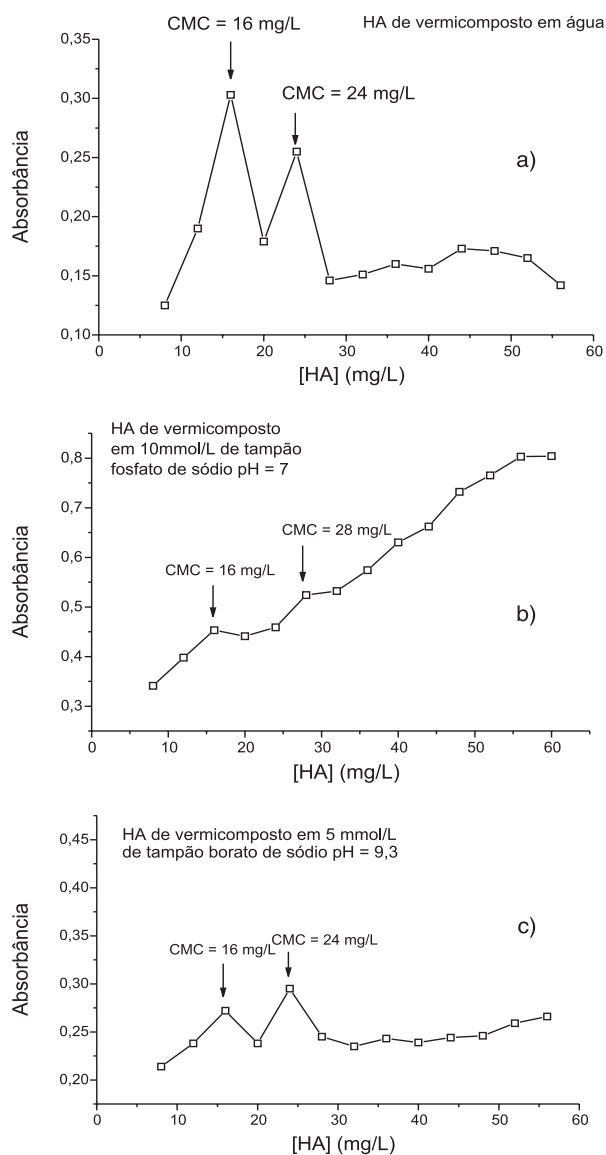 CMC = 16 mg/L
HA de vermicomposto em água
0,35
CMC = 24 mg/L
0,30
a)
0,25
Absorbância
0,20
0,15
0,10
0 10 20 30 40 50 60
[HA] (mg/L)
HA de vermicomposto
em 10mmol/L de tampão
fosfato de sódio pH = 7
0,8
0,7
CMC = 28 mg/L
0,6
CMC = 16 mg/L
Absorbância
0,5
b)
0,4
0,3
0 10 20 30 40 50 60
[HA] (mg/L)
0,45
HA de vermicomposto em 5 mmol/L
de tampão borato de sódio pH = 9,3
0,35
c)
CMC = 24 mg/L
CMC = 16 mg/L
Absorbância
0,30
0,25
0,20
0 10 20 30 40 50 60
[HA] (mg/L)